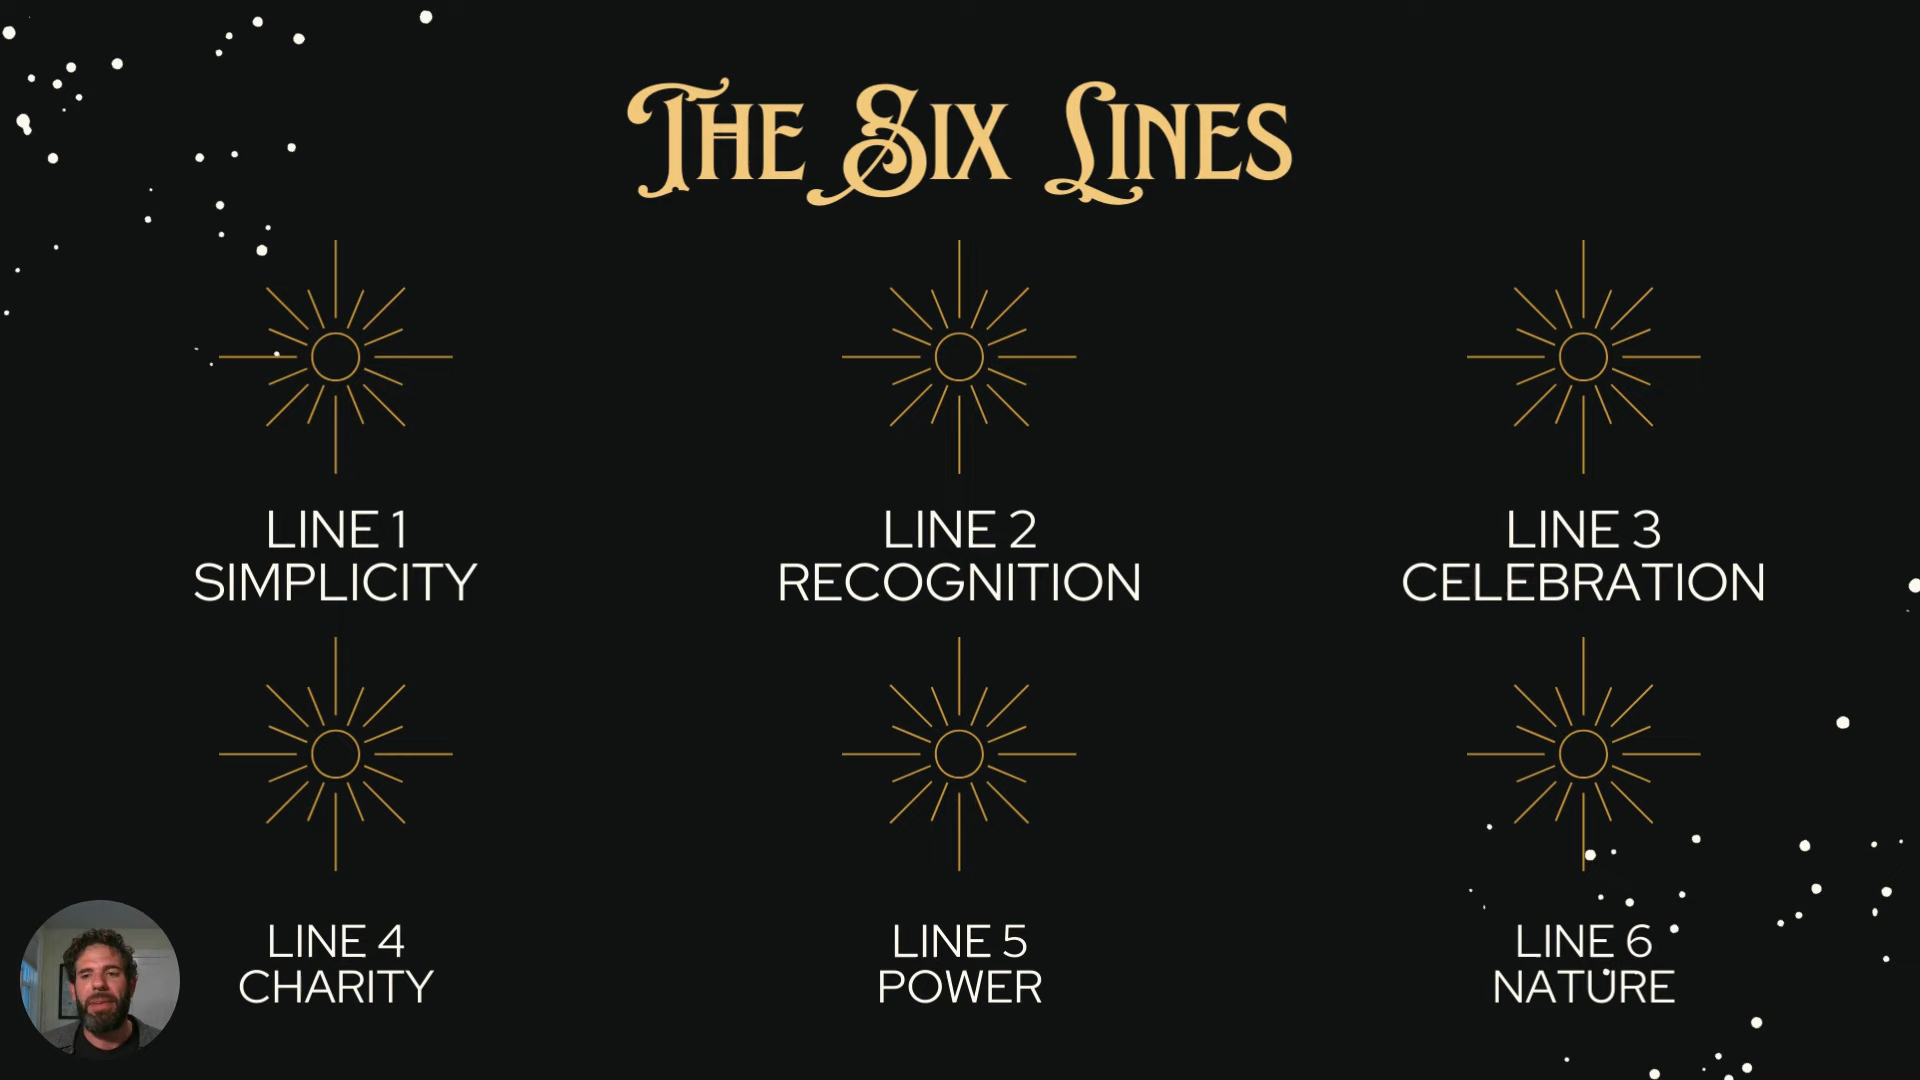 The Six Lines
LINE 1
SIMPLICITY
LINE 2
RECOGNITION
LINE 3
CELEBRATION
LINE 4
CHARITY
LINE 5
POWER
LINE 6
NATURE